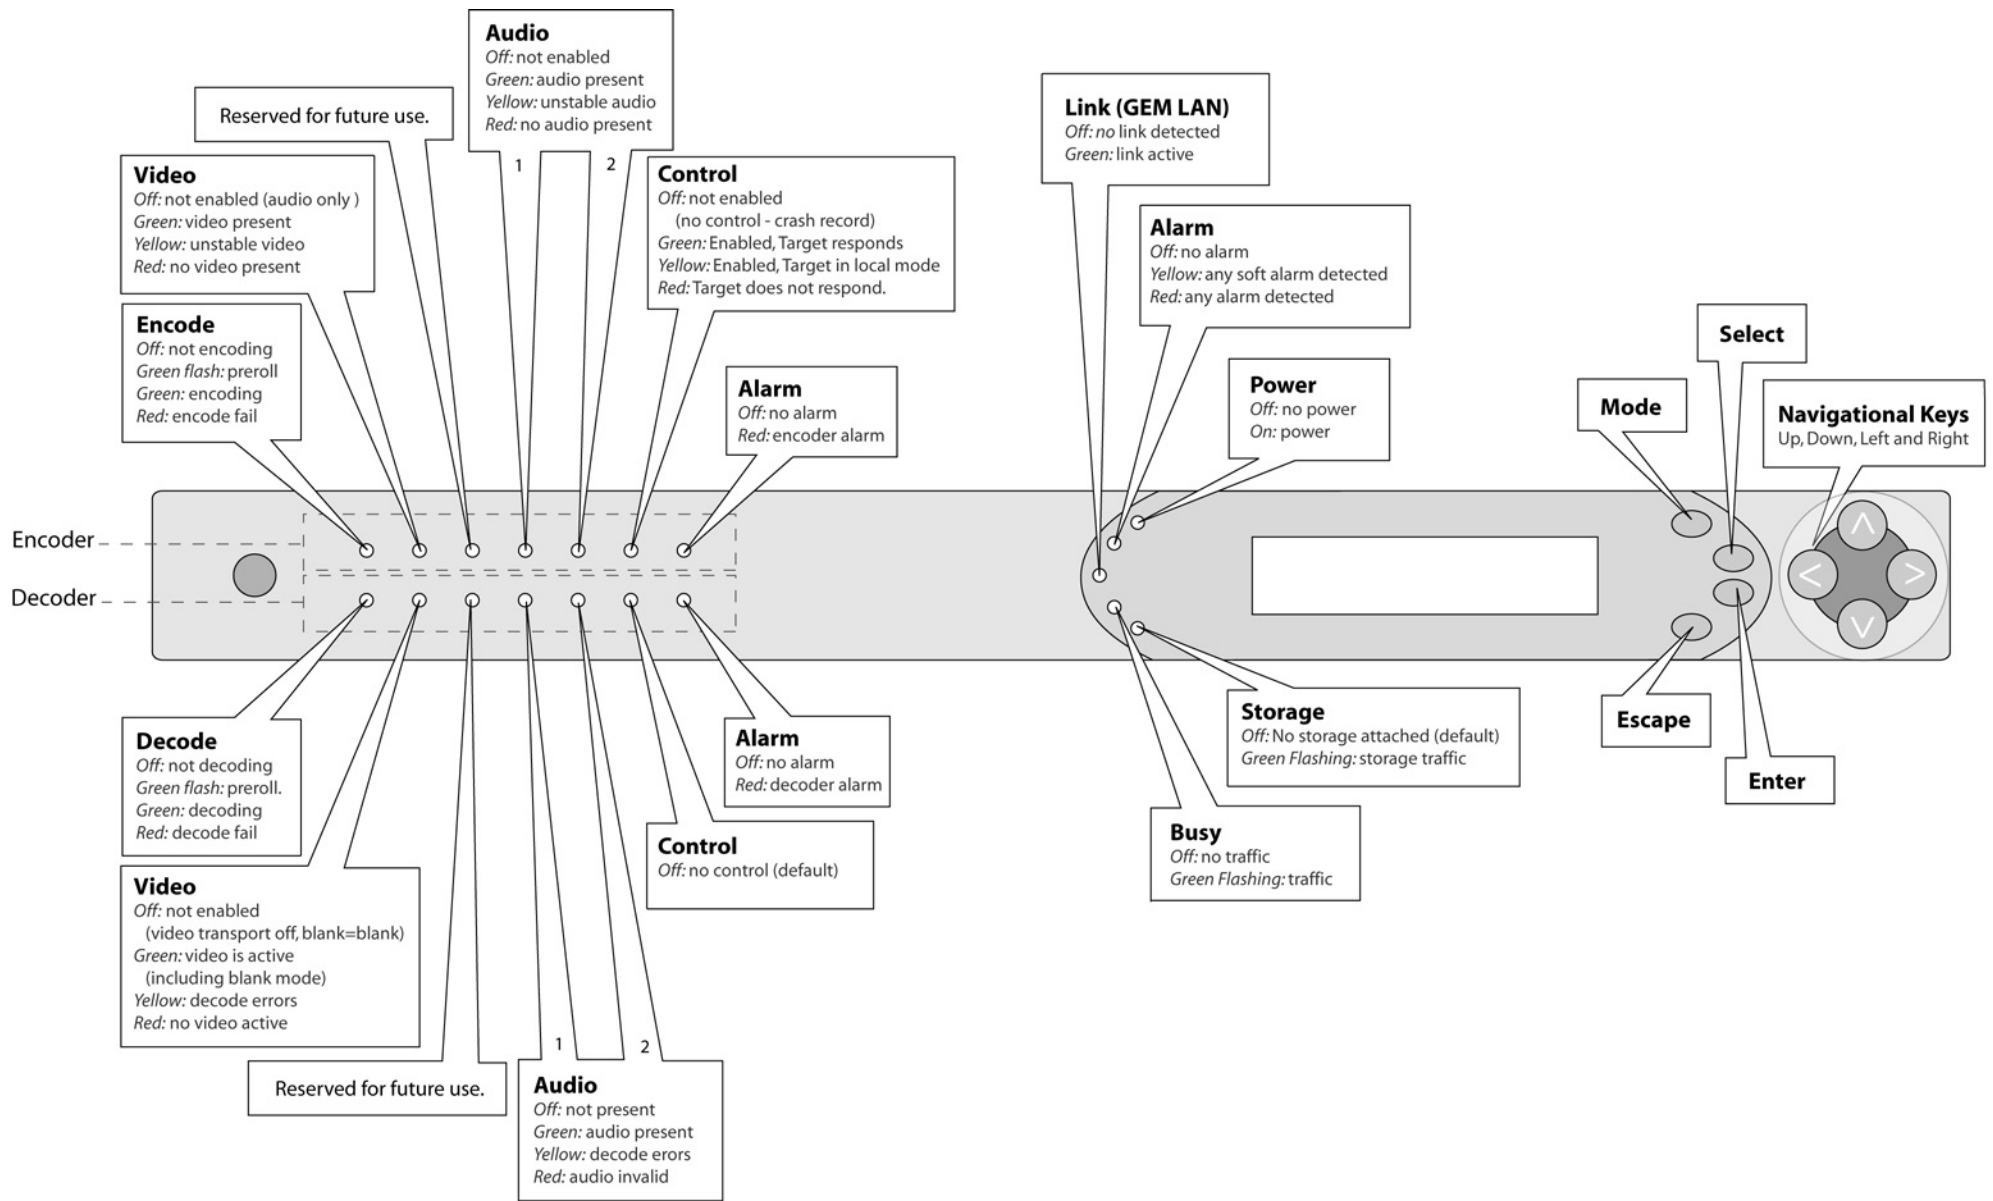 Audio
Off: not enabled
Green: audio present
Yellow: unstable audio
Red: no audio present
1
2
Reserved for future use.
Video
Off: not enabled (audio only )
Green: video present
Yellow: unstable video
Red: no video present
Encode
Off: not encoding
Green flash: preroll
Green: encoding
Red: encode fail
Control
Off: not enabled
(no control - crash record)
Green: Enabled, Target responds
Yellow: Enabled, Target in local mode
Red: Target does not respond.
Alarm
Off: no alarm
Red: encoder alarm
Link (GEM LAN)
Off: no link detected
Green: link active
Alarm
Off: no alarm
Yellow: any soft alarm detected
Red: any alarm detected
Power
Off: no power
On: power
Mode
Select
Navigational Keys
Up, Down, Left and Right
Encoder
Decoder
Decode
Off: not decoding
Green flash: preroll.
Green: decoding
Red: decode fail
Video
Off: not enabled
(video transport off, blank=blank)
Green: video is active
(including blank mode)
Yellow: decode errors
Red: no video active
Reserved for future use.
1
2
Audio
Off: not present
Green: audio present
Yellow: decode erors
Red: audio invalid
Control
Off: no control (default)
Alarm
Off: no alarm
Red: decoder alarm
Storage
Off: No storage attached (default)
Green Flashing: storage traffic
Busy
Off: no traffic
Green Flashing: traffic
Escape
Enter